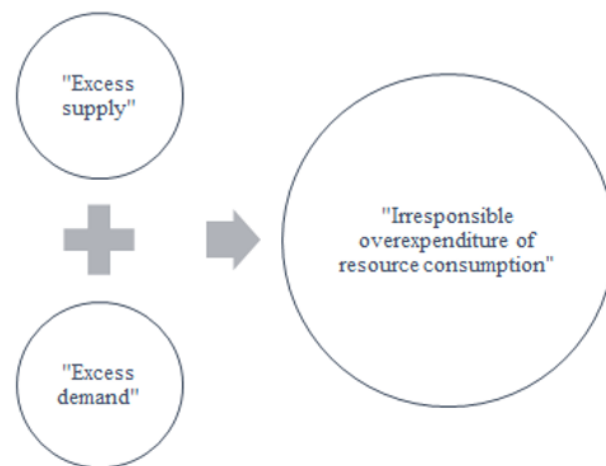 "Excess
supply"
"Excess
demand"
"Irresponsible
overexpenditure of
resource consumption"